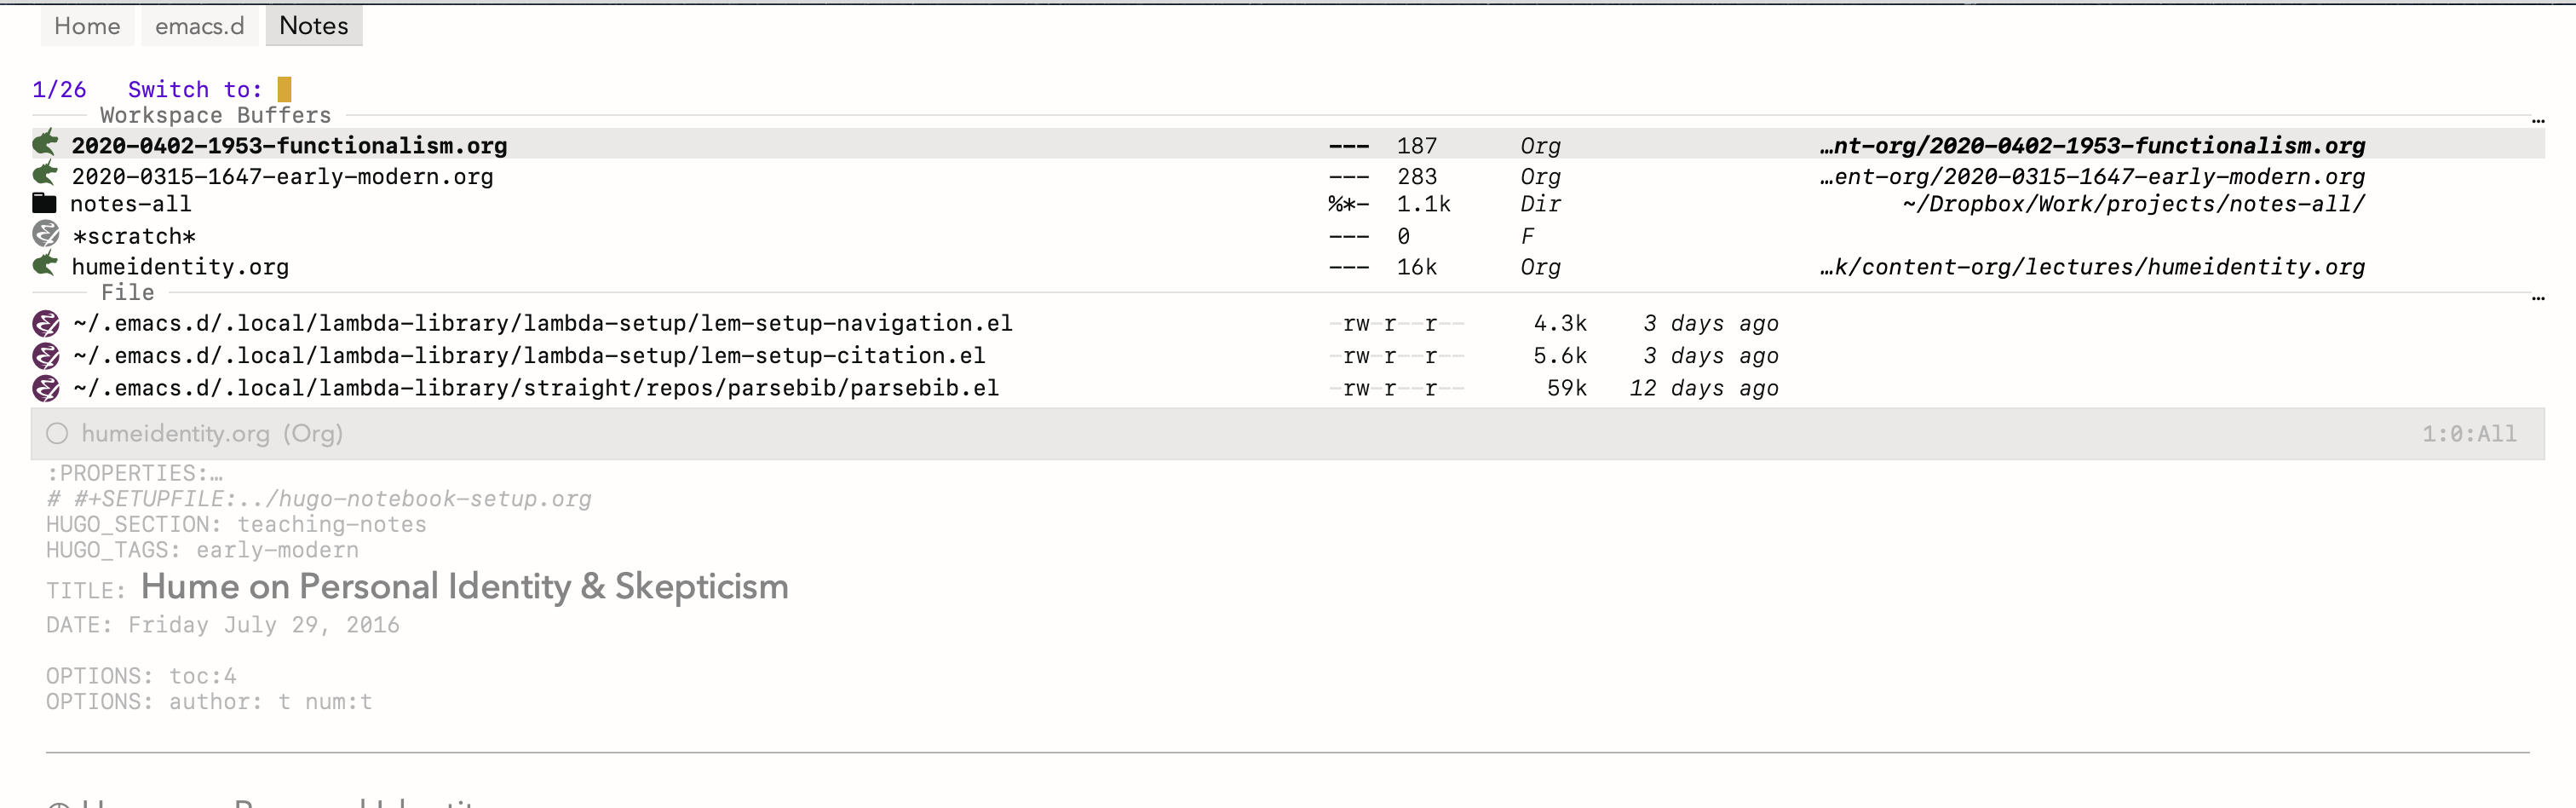 Home emacs.d Notes
1/26 Switch to:
Workspace Buffers …
2020-0402-1953-functionalism.org --- 187 Org …nt-org/2020-0402-1953-functionalism.org
2020-0315-1647-early-modern.org --- 283 Org …ent-org/2020-0315-1647-early-modern.org
notes-all %*- 1.1k Dir ~/Dropbox/Work/projects/notes-all/
*scratch* --- 0 F
humeidentity.org --- 16k Org …k/content-org/lectures/humeidentity.org
File …
~/.emacs.d/.local/lambda-library/lambda-setup/lem-setup-navigation.el -rw-r--r-- 4.3k 3 days ago
~/.emacs.d/.local/lambda-library/lambda-setup/lem-setup-citation.el -rw-r--r-- 5.6k 3 days ago
~/.emacs.d/.local/lambda-library/straight/repos/parsebib/parsebib.el -rw-r--r-- 59k 12 days ago
humeidentity.org (Org) 1:0:All
:PROPERTIES:…
# #+SETUPFILE:../hugo-notebook-setup.org
HUGO_SECTION: teaching-notes
HUGO_TAGS: early-modern
TITLE: Hume on Personal Identity & Skepticism
DATE: Friday July 29, 2016
OPTIONS: toc:4
OPTIONS: author: t num:t